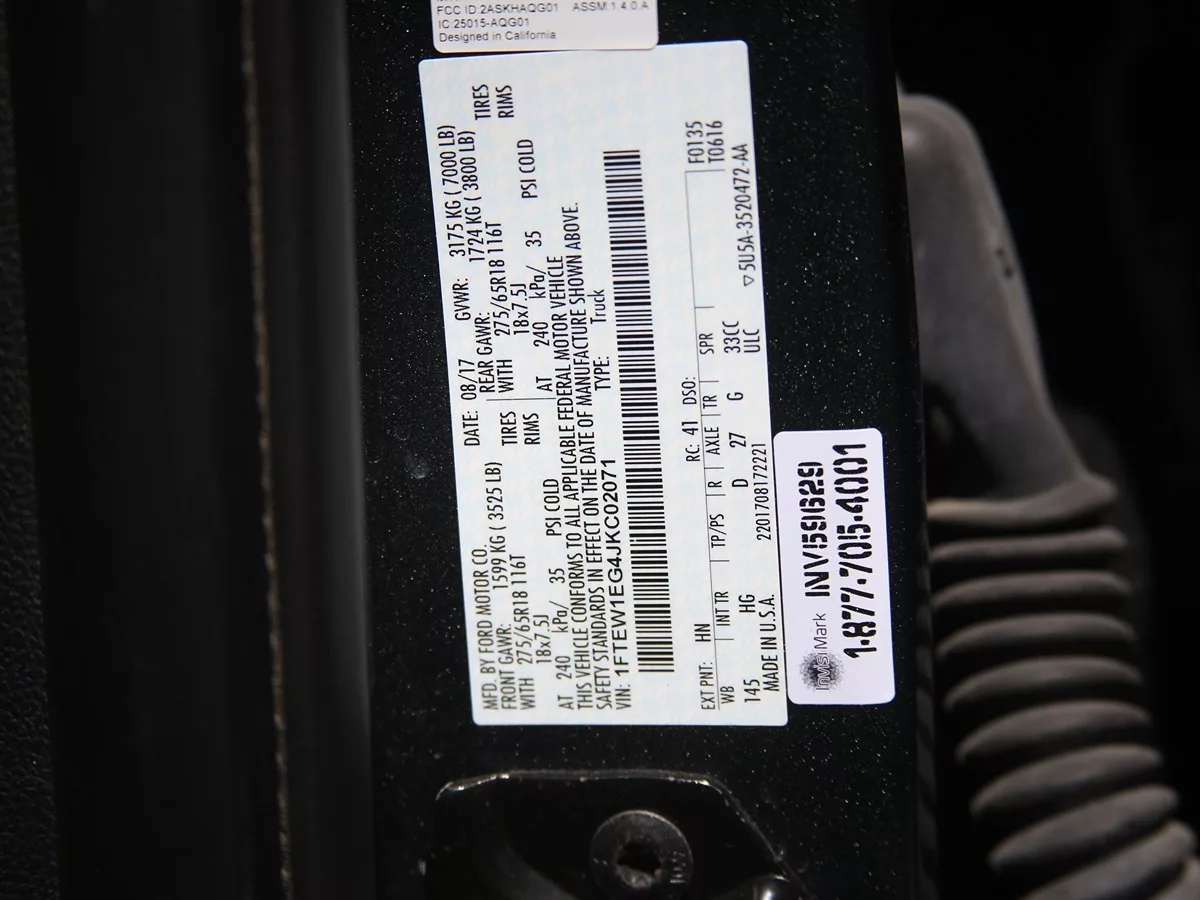 FCC ID:2ASKHAQG01 ASSM.1.4.0.A
IC:25015-AQG01
Designed in California
MFD. BY FORD MOTOR CO.
DATE: 08/17 GVWR: 3175 KG ( 7000 LB)
FRONT GAWR: 1599 KG ( 3525 LB)
REAR GAWR: 1724 KG ( 3800 LB)
WITH 275/65R18 116T TIRES
WITH 275/65R18 116T TIRES
18x7.5J RIMS
18x7.5J RIMS
AT 240 kPa/ 35 PSI COLD
AT 240 kPa/ 35 PSI COLD
THIS VEHICLE CONFORMS TO ALL APPLICABLE FEDERAL MOTOR VEHICLE
SAFETY STANDARDS IN EFFECT ON THE DATE OF MANUFACTURE SHOWN ABOVE.
VIN: 1FTEW1EG4JKC02071 TYPE: Truck
EXT PNT: HN RC: 41 DSO: F0135
WB INT TR TP/PS R AXLE TR SPR T0616
145 HG D 27 G 33CC
MADE IN U.S.A. 2201708172221 ULC ▽5U5A-3520472-AA
InvisiMark INV59629
1-877-705-4001